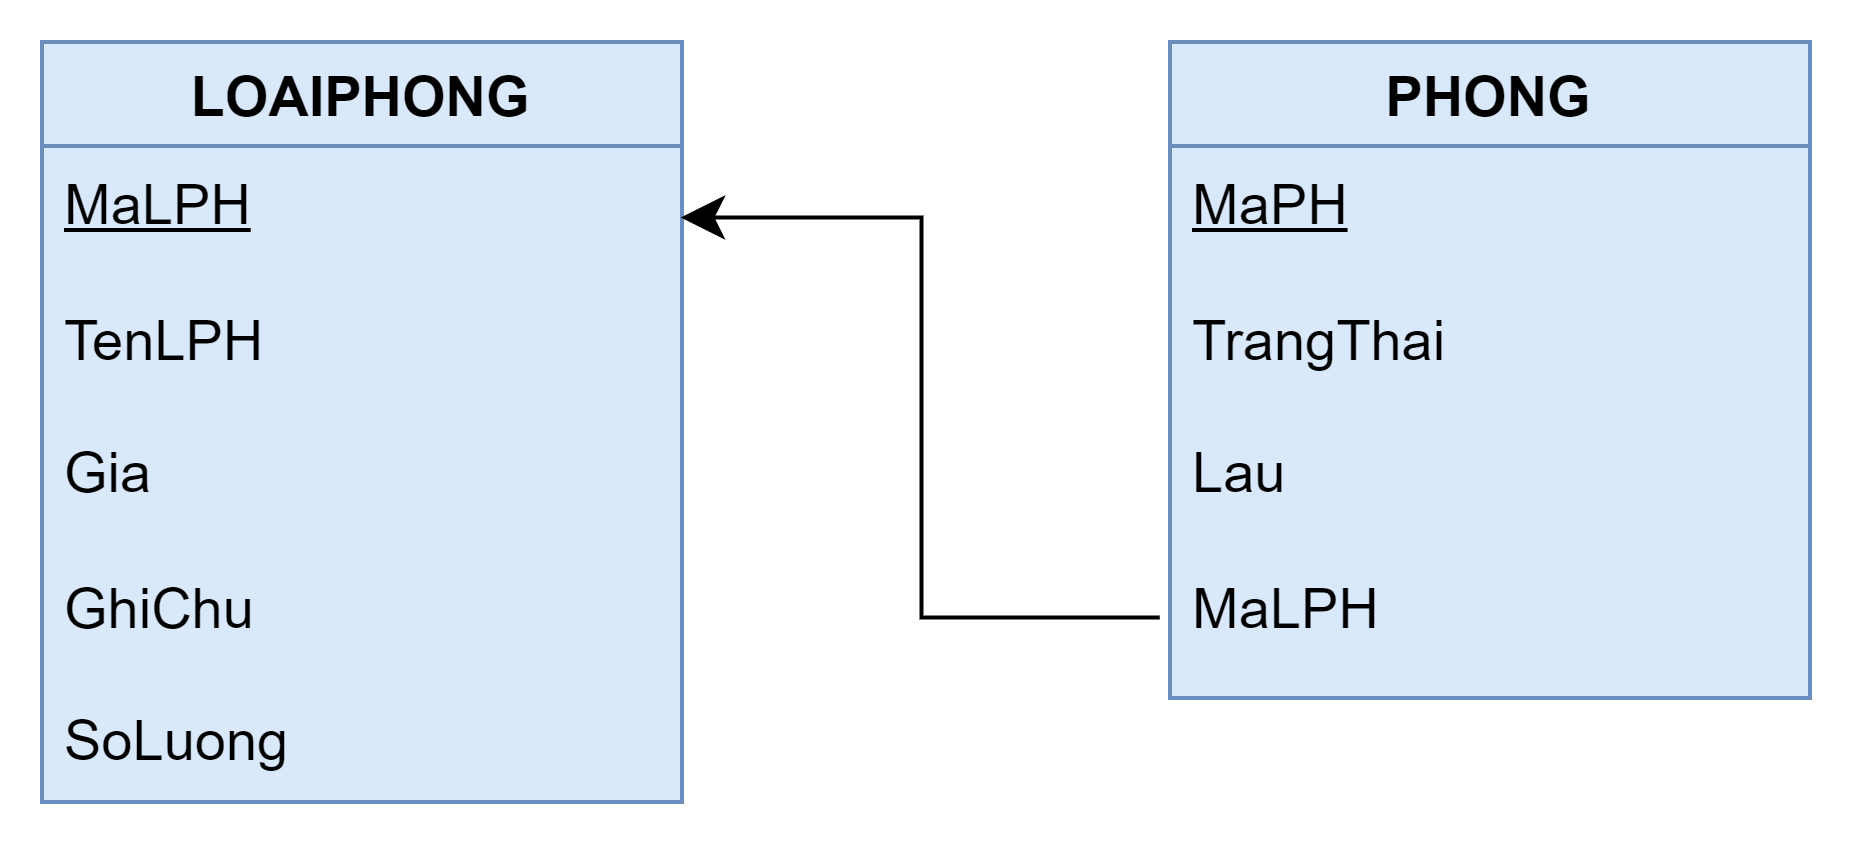 LOAIPHONG
MaLPH
TenLPH
Gia
GhiChu
SoLuong
PHONG
MaPH
TrangThai
Lau
MaLPH